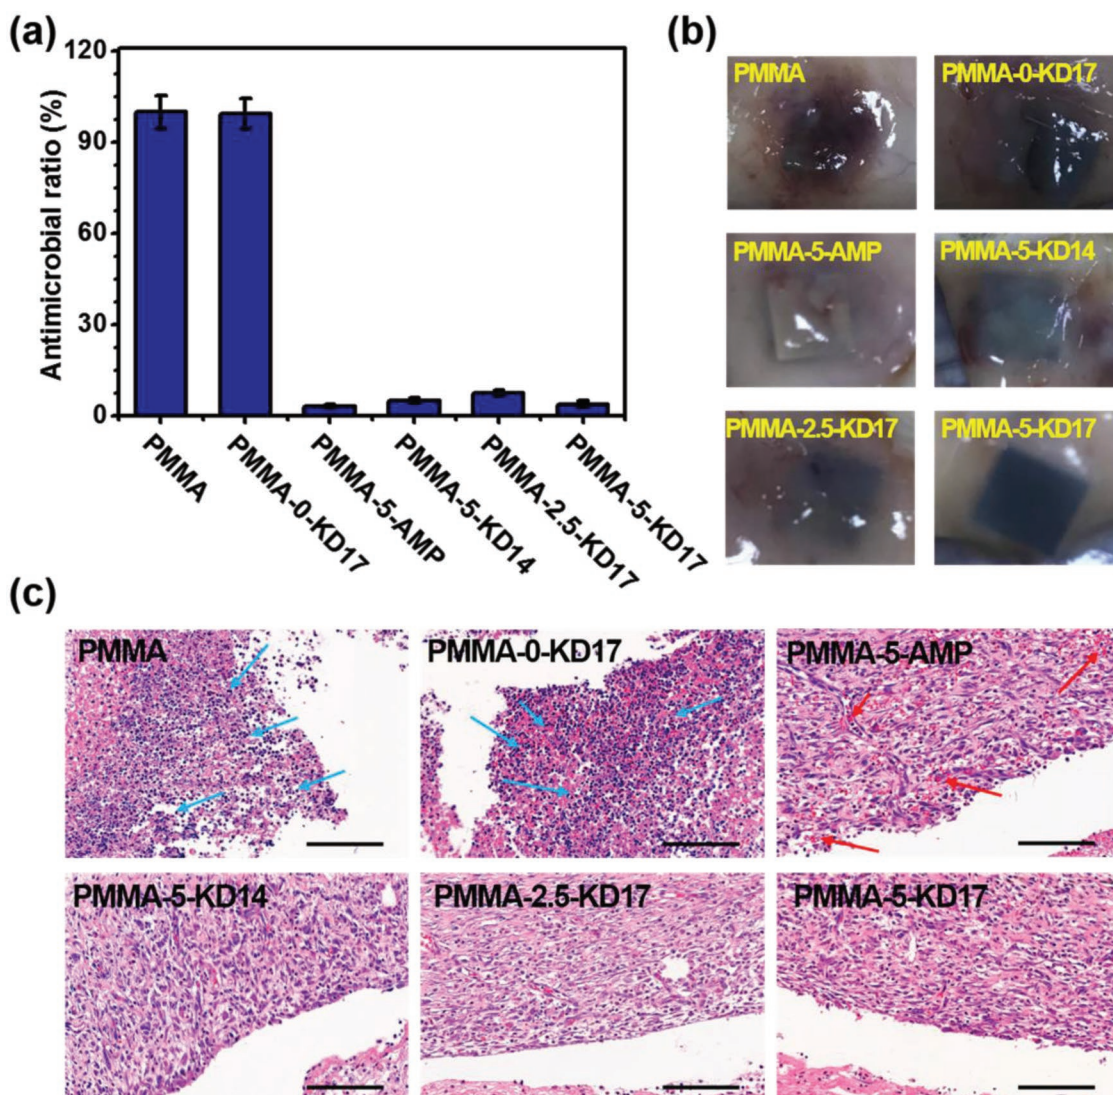 (a)
Antimicrobial ratio (%)
120
90
60
30
0
PMMA
PMMA-0-KD17
PMMA-5-AMP
PMMA-5-KD14
PMMA-2.5-KD17
PMMA-5-KD17
(b)
PMMA
PMMA-0-KD17
PMMA-5-AMP
PMMA-5-KD14
PMMA-2.5-KD17
PMMA-5-KD17
(c)
PMMA
PMMA-0-KD17
PMMA-5-AMP
PMMA-5-KD14
PMMA-2.5-KD17
PMMA-5-KD17